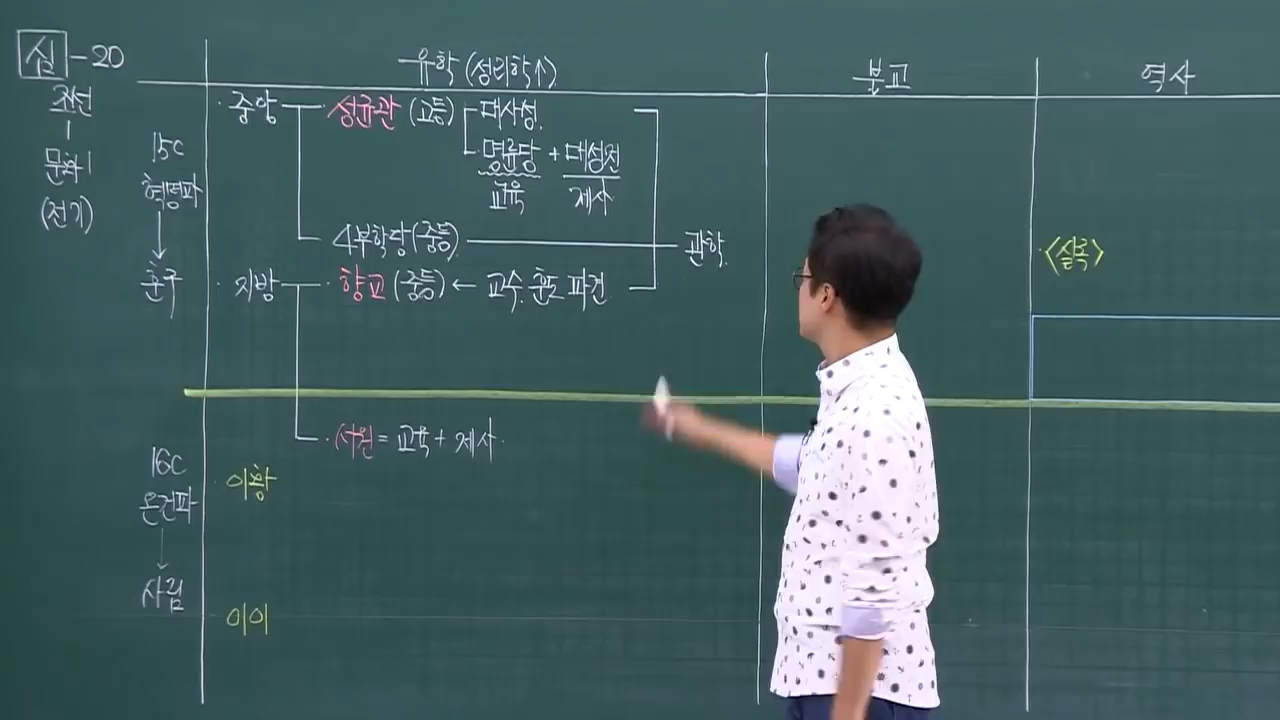 심-20
조선
문화 1
(전기)
15C
혁명파
훈구
16C
온건파
사림
유학 (성리학↑)
· 중앙 성균관 (고등) 대사성
명륜당 + 대성전
교육 제사
4부학당 (중등) 관학
· 지방 · 향교 (중등) ← 교수, 훈도 파견
· 서원 = 교육 + 제사
· 이황
· 이이
불교
역사
· <실록>